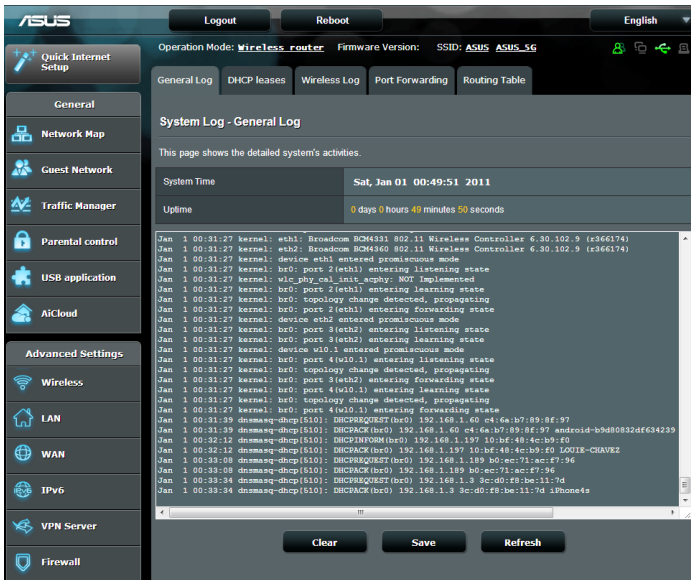 ASUS
Logout
Reboot
English
Quick Internet Setup
Operation Mode: Wireless router Firmware Version: SSID: ASUS ASUS_5G
General Log DHCP leases Wireless Log Port Forwarding Routing Table
General
Network Map
Guest Network
Traffic Manager
Parental control
USB application
AiCloud
Advanced Settings
Wireless
LAN
WAN
IPv6
VPN Server
Firewall
System Log - General Log
This page shows the detailed system's activities.
System Time Sat, Jan 01 00:49:51 2011
Uptime 0 days 0 hours 49 minutes 50 seconds
Jan 1 00:31:27 kernel: eth1: Broadcom BCM4331 802.11 Wireless Controller 6.30.102.9 (r366174)
Jan 1 00:31:27 kernel: eth2: Broadcom BCM4360 802.11 Wireless Controller 6.30.102.9 (r366174)
Jan 1 00:31:27 kernel: device eth1 entered promiscuous mode
Jan 1 00:31:27 kernel: br0: port 2(eth1) entering listening state
Jan 1 00:31:27 kernel: wlc_phy_cal_init_acphy: NOT Implemented
Jan 1 00:31:27 kernel: br0: port 2(eth1) entering learning state
Jan 1 00:31:27 kernel: br0: topology change detected, propagating
Jan 1 00:31:27 kernel: br0: port 2(eth1) entering forwarding state
Jan 1 00:31:27 kernel: device eth2 entered promiscuous mode
Jan 1 00:31:27 kernel: br0: port 3(eth2) entering listening state
Jan 1 00:31:27 kernel: br0: port 3(eth2) entering learning state
Jan 1 00:31:27 kernel: device wl0.1 entered promiscuous mode
Jan 1 00:31:27 kernel: br0: port 4(wl0.1) entering listening state
Jan 1 00:31:27 kernel: br0: topology change detected, propagating
Jan 1 00:31:27 kernel: br0: port 3(eth2) entering forwarding state
Jan 1 00:31:27 kernel: br0: port 4(wl0.1) entering learning state
Jan 1 00:31:27 kernel: br0: topology change detected, propagating
Jan 1 00:31:27 kernel: br0: port 4(wl0.1) entering forwarding state
Jan 1 00:31:39 dnsmasq-dhcp[510]: DHCPREQUEST(br0) 192.168.1.60 c4:6a:b7:89:8f:97
Jan 1 00:31:39 dnsmasq-dhcp[510]: DHCPACK(br0) 192.168.1.60 c4:6a:b7:89:8f:97 android-b9d80832df634239
Jan 1 00:32:12 dnsmasq-dhcp[510]: DHCPINFORM(br0) 192.168.1.197 10:bf:48:4c:b9:f0
Jan 1 00:32:12 dnsmasq-dhcp[510]: DHCPACK(br0) 192.168.1.197 10:bf:48:4c:b9:f0 LOUIE-CHAVEZ
Jan 1 00:33:08 dnsmasq-dhcp[510]: DHCPREQUEST(br0) 192.168.1.189 b0:ec:71:ac:f7:96
Jan 1 00:33:08 dnsmasq-dhcp[510]: DHCPACK(br0) 192.168.1.189 b0:ec:71:ac:f7:96
Jan 1 00:33:34 dnsmasq-dhcp[510]: DHCPREQUEST(br0) 192.168.1.3 3c:d0:f8:be:11:7d
Jan 1 00:33:34 dnsmasq-dhcp[510]: DHCPACK(br0) 192.168.1.3 3c:d0:f8:be:11:7d iPhone4s
Clear
Save
Refresh